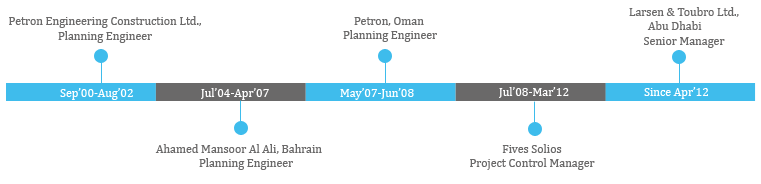 Petron Engineering Construction Ltd.,
Planning Engineer
Petron, Oman
Planning Engineer
Larsen & Toubro Ltd.,
Abu Dhabi
Senior Manager
Sep'00-Aug'02
Jul'04-Apr'07
May'07-Jun'08
Jul'08-Mar'12
Since Apr'12
Ahamed Mansoor Al Ali, Bahrain
Planning Engineer
Fives Solios
Project Control Manager